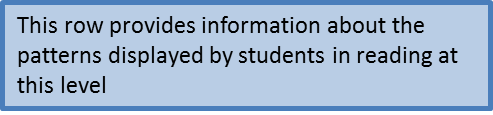 This row provides information about the
patterns displayed by students in reading at
this level